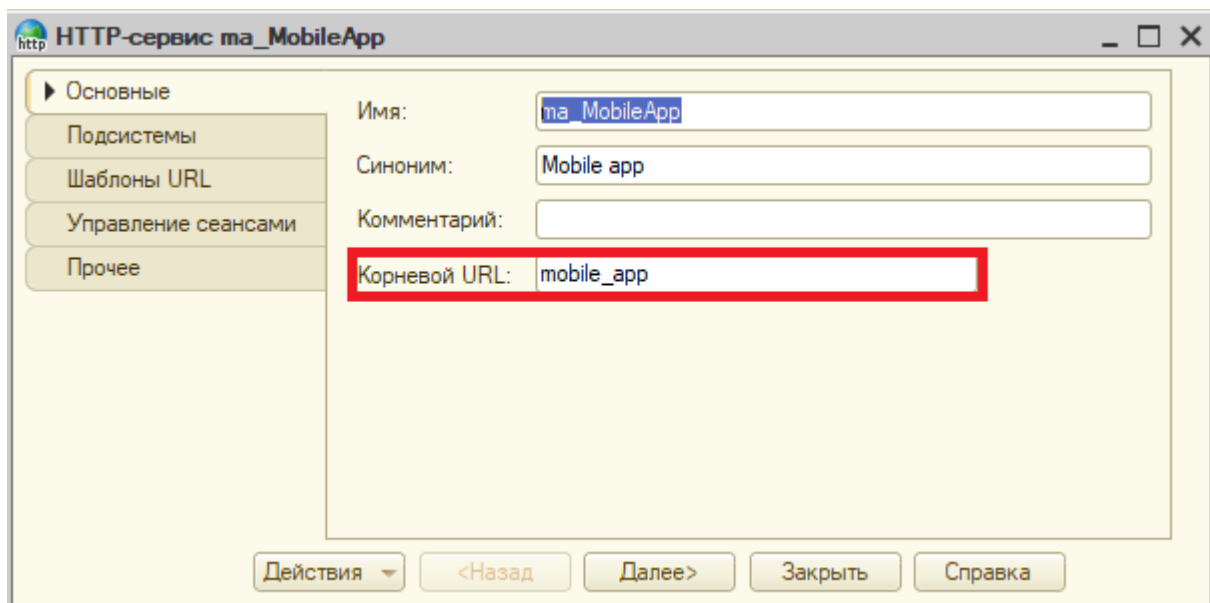 http HTTP-сервис ma_MobileApp
Основные
Подсистемы
Шаблоны URL
Управление сеансами
Прочее
Имя: ma_MobileApp
Синоним: Mobile app
Комментарий:
Корневой URL: mobile_app
Действия <Назад Далее> Закрыть Справка